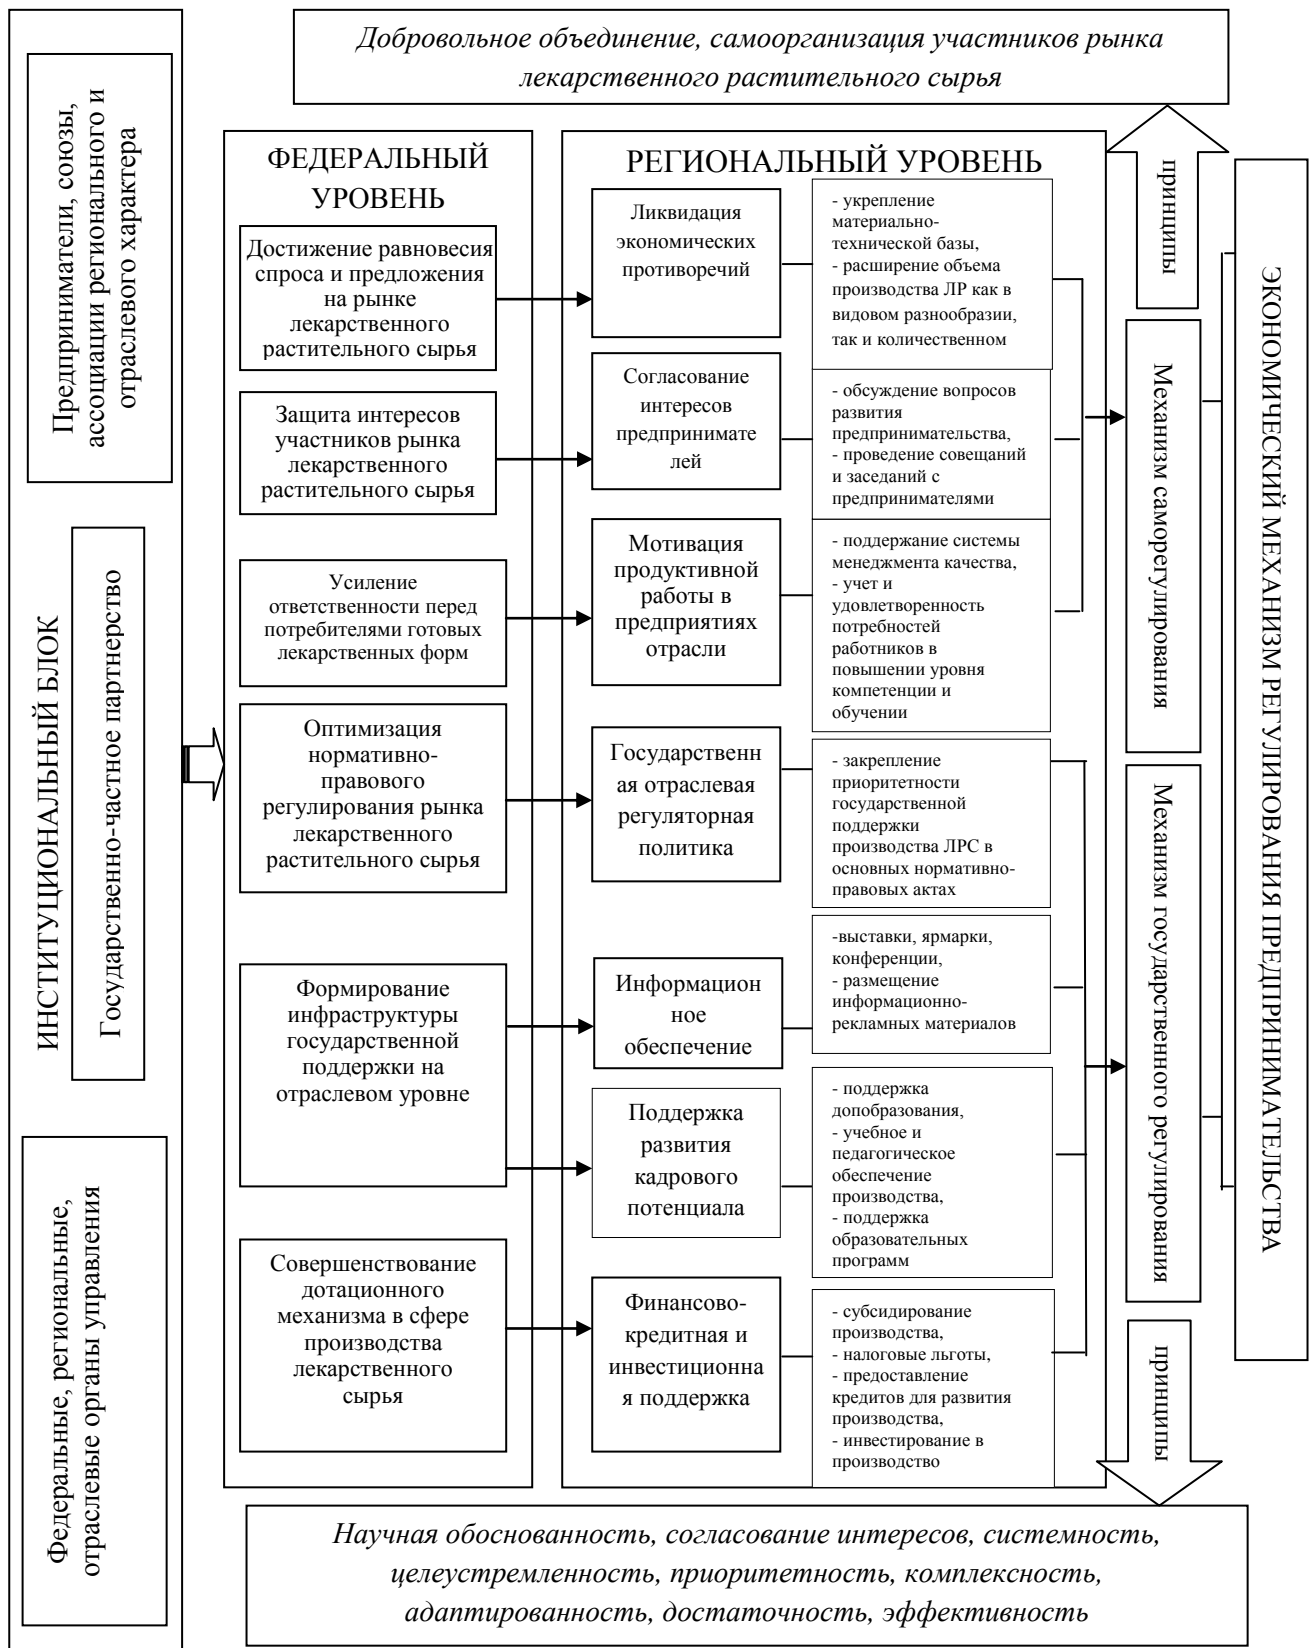 Добровольное объединение, самоорганизация участников рынка
лекарственного растительного сырья
Предприниматели, союзы,
ассоциации регионального и
отраслевого характера
ИНСТИТУЦИОНАЛЬНЫЙ БЛОК
Государственно-частное партнерство
Федеральные, региональные,
отраслевые органы управления
ФЕДЕРАЛЬНЫЙ
УРОВЕНЬ
Достижение равновесия
спроса и предложения
на рынке
лекарственного
растительного сырья
Защита интересов
участников рынка
лекарственного
растительного сырья
Усиление
ответственности перед
потребителями готовых
лекарственных форм
Оптимизация
нормативно-
правового
регулирования рынка
лекарственного
растительного сырья
Формирование
инфраструктуры
государственной
поддержки на
отраслевом уровне
Совершенствование
дотационного
механизма в сфере
производства
лекарственного
сырья
РЕГИОНАЛЬНЫЙ УРОВЕНЬ
Ликвидация
экономических
противоречий
- укрепление
материально-
технической базы,
- расширение объема
производства ЛР как в
видовом разнообразии,
так и количественном
Согласование
интересов
предпринимате
лей
- обсуждение вопросов
развития
предпринимательства,
- проведение совещаний
и заседаний с
предпринимателями
Мотивация
продуктивной
работы в
предприятиях
отрасли
- поддержание системы
менеджмента качества,
- учет и
удовлетворенность
потребностей
работников в
повышении уровня
компетенции и
обучении
Государственн
ая отраслевая
регуляторная
политика
- закрепление
приоритетности
государственной
поддержки
производства ЛРС в
основных нормативно-
правовых актах
Информацион
ное
обеспечение
-выставки, ярмарки,
конференции,
- размещение
информационно-
рекламных материалов
Поддержка
развития
кадрового
потенциала
- поддержка
допобразования,
- учебное и
педагогическое
обеспечение
производства,
- поддержка
образовательных
программ
Финансово-
кредитная и
инвестиционна
я поддержка
- субсидирование
производства,
- налоговые льготы,
- предоставление
кредитов для развития
производства,
- инвестирование в
производство
принципы
Механизм саморегулирования
Механизм государственного регулирования
принципы
ЭКОНОМИЧЕСКИЙ МЕХАНИЗМ РЕГУЛИРОВАНИЯ ПРЕДПРИНИМАТЕЛЬСТВА
Научная обоснованность, согласование интересов, системность,
целеустремленность, приоритетность, комплексность,
адаптированность, достаточность, эффективность